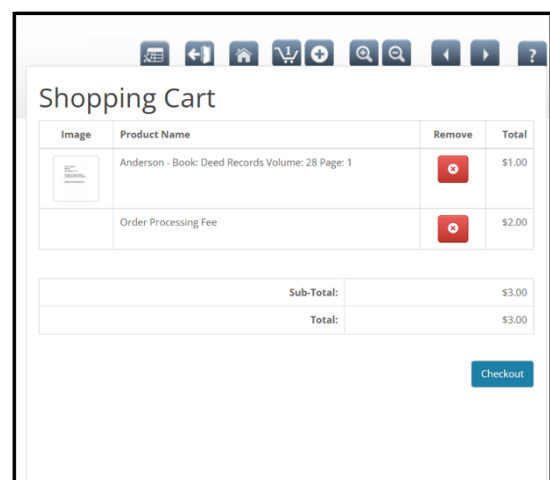 1
?
Shopping Cart
Image Product Name Remove Total
Anderson - Book: Deed Records Volume: 28 Page: 1 $1.00
Order Processing Fee $2.00
Sub-Total: $3.00
Total: $3.00
Checkout